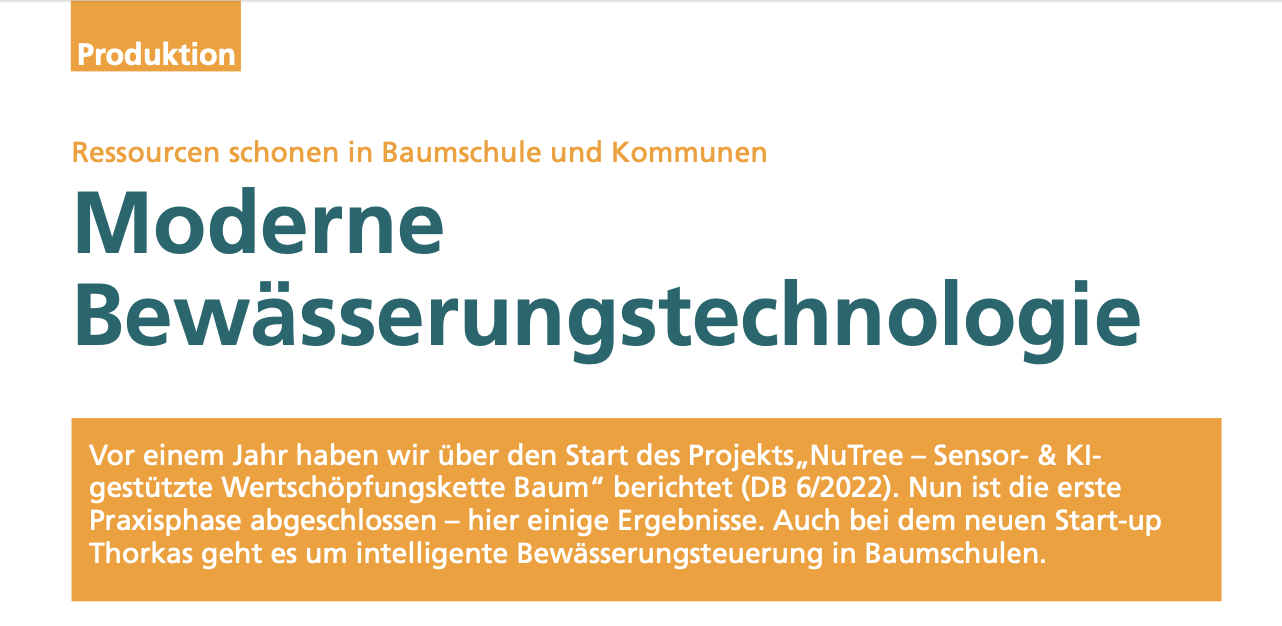 Produktion
Ressourcen schonen in Baumschule und Kommunen
Moderne
Bewässerungstechnologie
Vor einem Jahr haben wir über den Start des Projekts„NuTree – Sensor- & KI-
gestützte Wertschöpfungskette Baum“ berichtet (DB 6/2022). Nun ist die erste
Praxisphase abgeschlossen – hier einige Ergebnisse. Auch bei dem neuen Start-up
Thorkas geht es um intelligente Bewässerungsteuerung in Baumschulen.